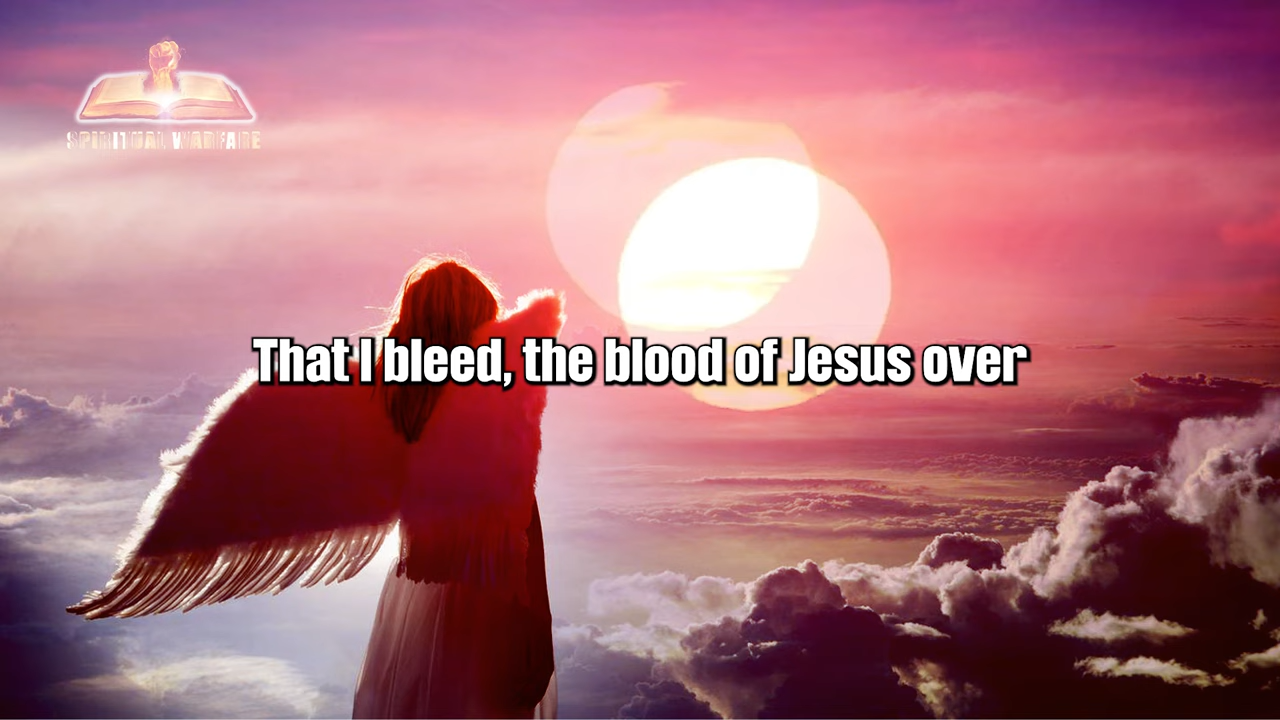 SPIRITUAL WARFARE
That I bleed, the blood of Jesus over